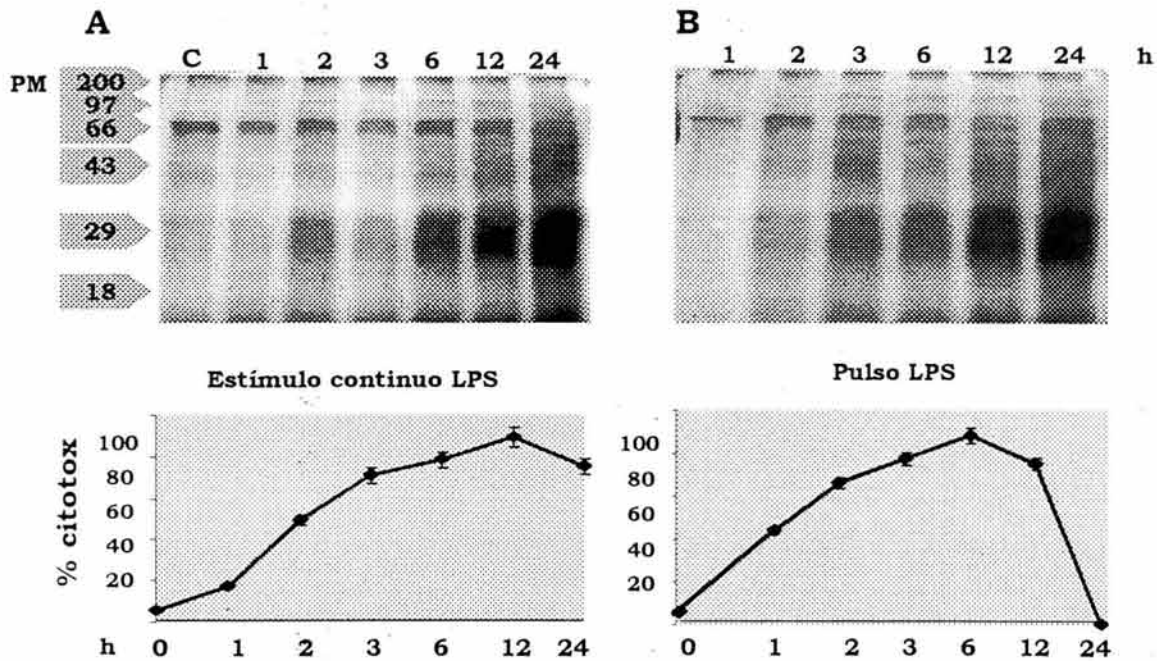 A
B
C 1 2 3 6 12 24
1 2 3 6 12 24 h
PM
200
97
66
43
29
18
Estímulo continuo LPS
Pulso LPS
% citotox
100
80
60
40
20
h 0 1 2 3 6 12 24
100
80
60
40
20
0 1 2 3 6 12 24